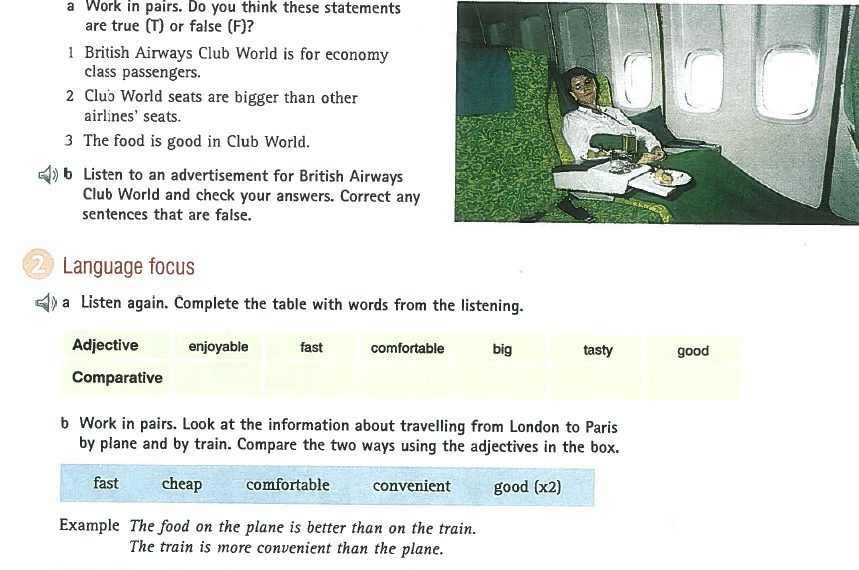 a Work in pairs. Do you think these statements
are true (T) or false (F)?
1 British Airways Club World is for economy
class passengers.
2 Club World seats are bigger than other
airlines' seats.
3 The food is good in Club World.
b Listen to an advertisement for British Airways
Club World and check your answers. Correct any
sentences that are false.
2 Language focus
a Listen again. Complete the table with words from the listening.
Adjective enjoyable fast comfortable big tasty good
Comparative
b Work in pairs. Look at the information about travelling from London to Paris
by plane and by train. Compare the two ways using the adjectives in the box.
fast cheap comfortable convenient good (x2)
Example The food on the plane is better than on the train.
The train is more convenient than the plane.